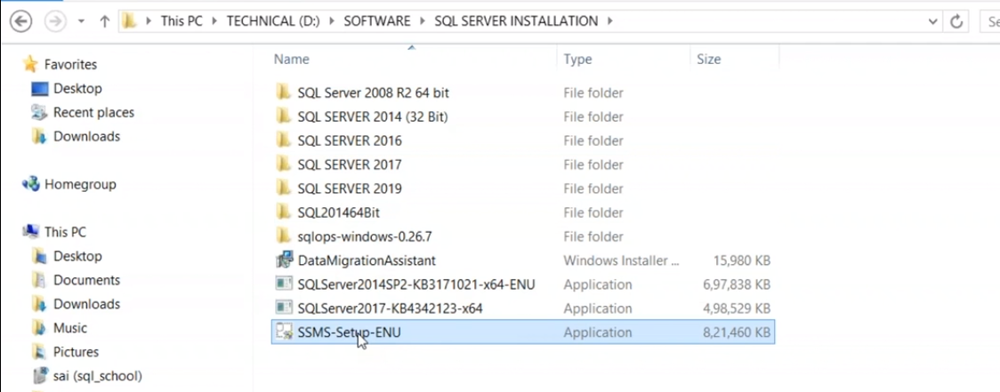 This PC TECHNICAL (D:) SOFTWARE SQL SERVER INSTALLATION
Name Type Size
Favorites
Desktop
Recent places
Downloads
Homegroup
This PC
Desktop
Documents
Downloads
Music
Pictures
sai (sql_school)
SQL Server 2008 R2 64 bit File folder
SQL SERVER 2014 (32 Bit) File folder
SQL SERVER 2016 File folder
SQL SERVER 2017 File folder
SQL SERVER 2019 File folder
SQL201464Bit File folder
sqlops-windows-0.26.7 File folder
DataMigrationAssistant Windows Installer ... 15,980 KB
SQLServer2014SP2-KB3171021-x64-ENU Application 6,97,838 KB
SQLServer2017-KB4342123-x64 Application 4,98,529 KB
SSMS-Setup-ENU Application 8,21,460 KB